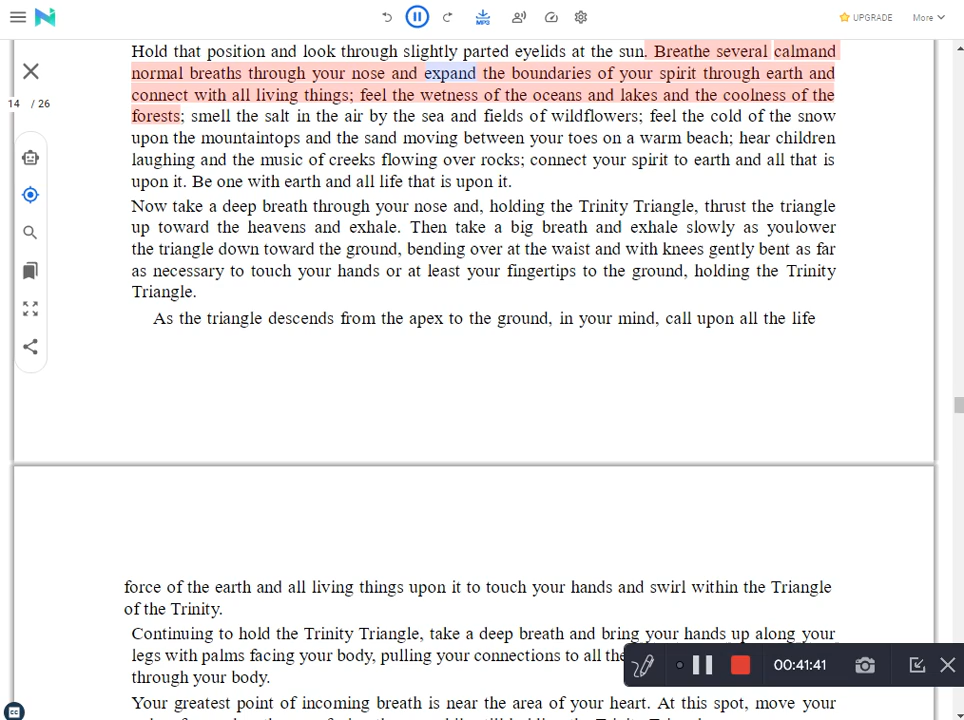 UPGRADE
More
MP3
Hold that position and look through slightly parted eyelids at the sun. Breathe several calmand
normal breaths through your nose and expand the boundaries of your spirit through earth and
connect with all living things; feel the wetness of the oceans and lakes and the coolness of the
forests; smell the salt in the air by the sea and fields of wildflowers; feel the cold of the snow
upon the mountaintops and the sand moving between your toes on a warm beach; hear children
laughing and the music of creeks flowing over rocks; connect your spirit to earth and all that is
upon it. Be one with earth and all life that is upon it.
14 / 26
Now take a deep breath through your nose and, holding the Trinity Triangle, thrust the triangle
up toward the heavens and exhale. Then take a big breath and exhale slowly as youlower
the triangle down toward the ground, bending over at the waist and with knees gently bent as far
as necessary to touch your hands or at least your fingertips to the ground, holding the Trinity
Triangle.
As the triangle descends from the apex to the ground, in your mind, call upon all the life
force of the earth and all living things upon it to touch your hands and swirl within the Triangle
of the Trinity.
Continuing to hold the Trinity Triangle, take a deep breath and bring your hands up along your
legs with palms facing your body, pulling your connections to all the
through your body.
Your greatest point of incoming breath is near the area of your heart. At this spot, move your
00:41:41
CC